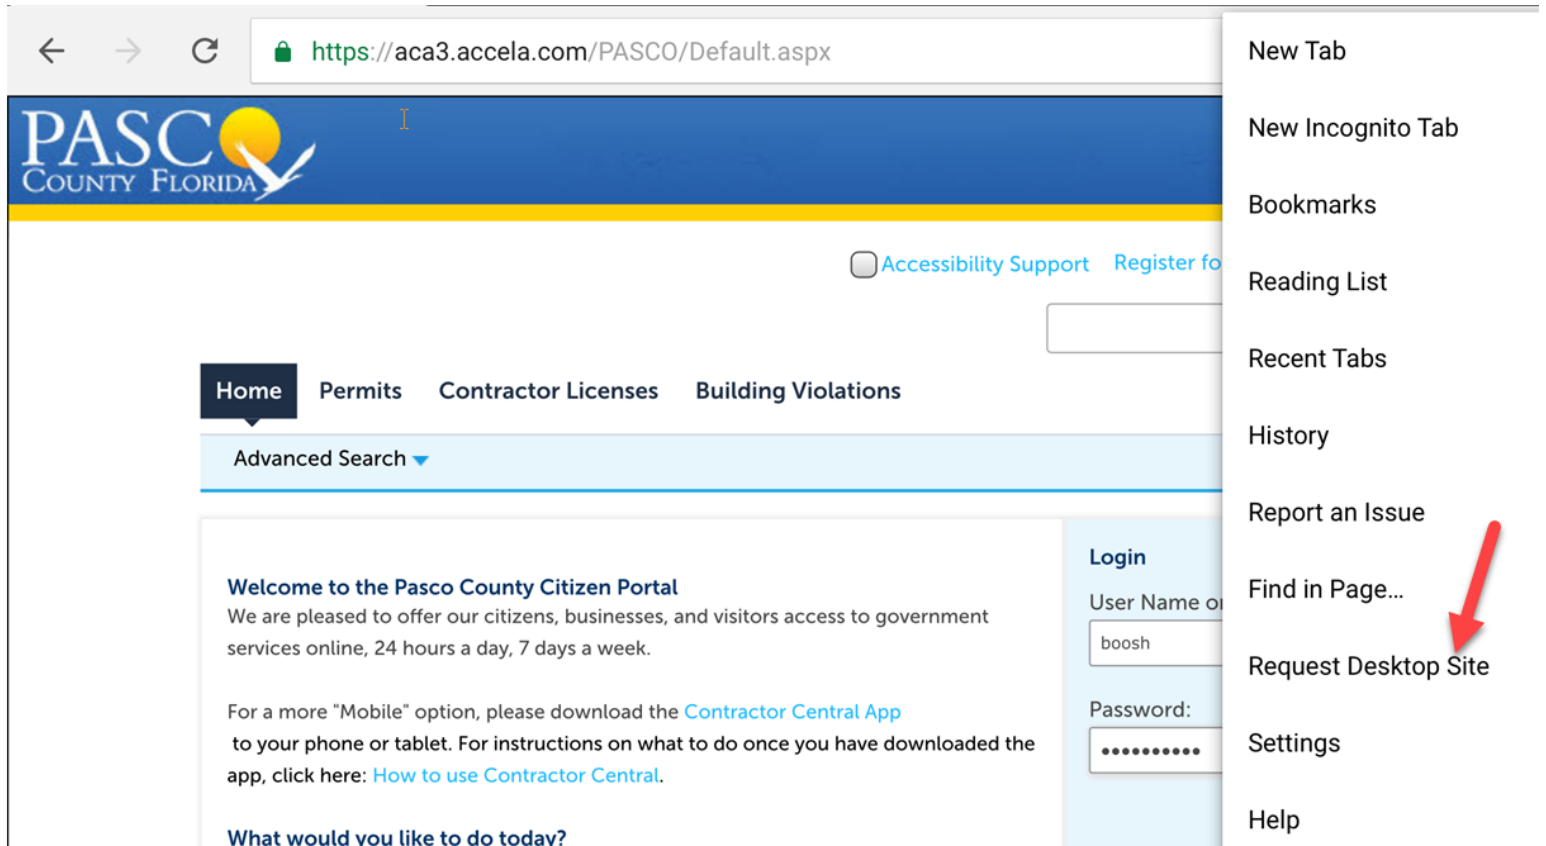 https://aca3.accela.com/PASCO/Default.aspx
PASCO
COUNTY FLORIDA
Accessibility Support Register fo
Home Permits Contractor Licenses Building Violations
Advanced Search
Welcome to the Pasco County Citizen Portal
We are pleased to offer our citizens, businesses, and visitors access to government
services online, 24 hours a day, 7 days a week.
For a more "Mobile" option, please download the Contractor Central App
to your phone or tablet. For instructions on what to do once you have downloaded the
app, click here: How to use Contractor Central.
What would you like to do today?
Login
User Name or
boosh
Password:
••••••••••
New Tab
New Incognito Tab
Bookmarks
Reading List
Recent Tabs
History
Report an Issue
Find in Page...
Request Desktop Site
Settings
Help